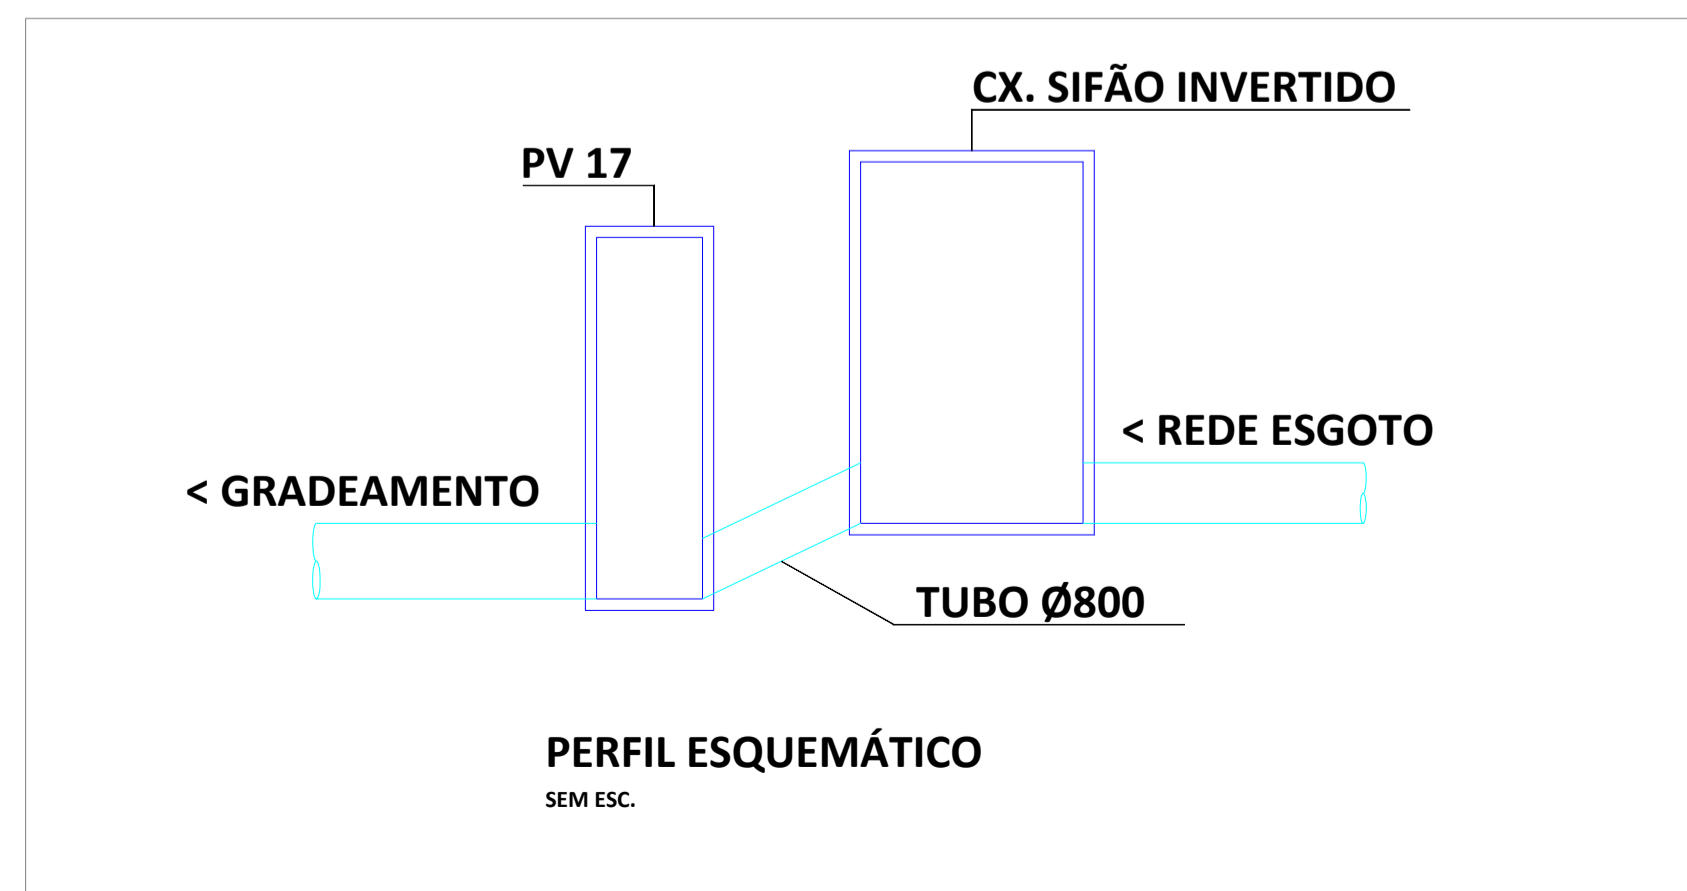 CX. SIFÃO INVERTIDO
PV 17
< REDE ESGOTO
< GRADEAMENTO
TUBO Ø800
PERFIL ESQUEMÁTICO
SEM ESC.